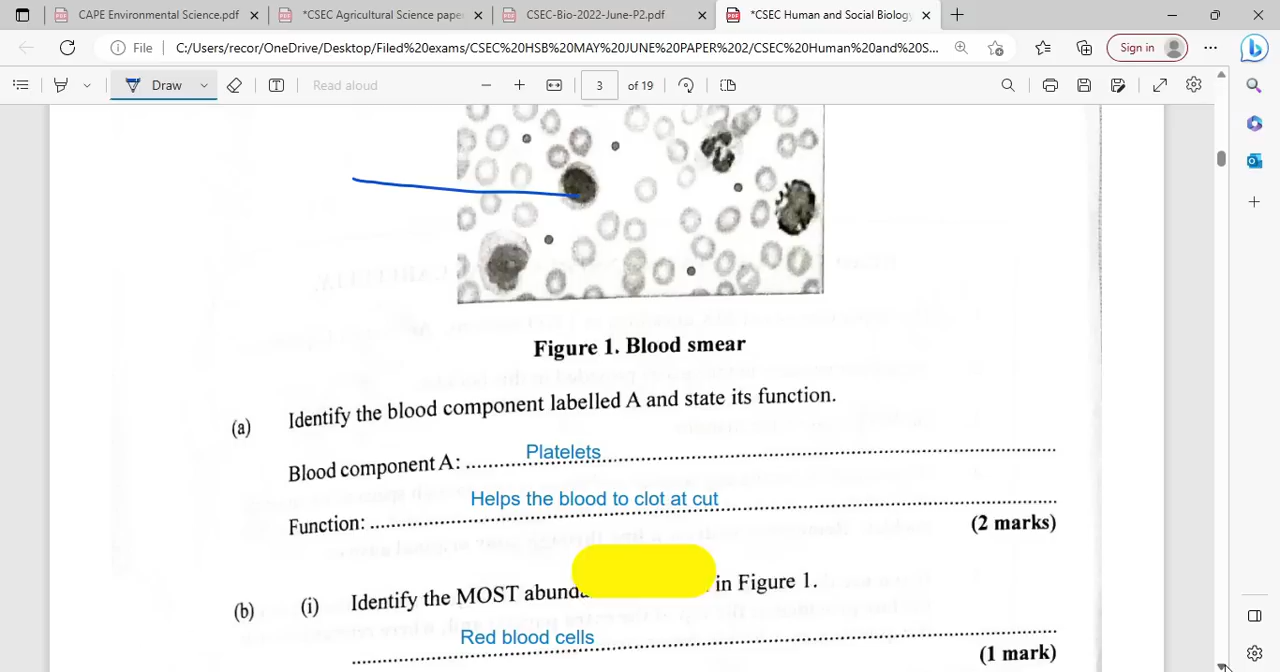 CAPE Environmental Science.pdf
*CSEC Agricultural Science pape
CSEC-Bio-2022-June-P2.pdf
*CSEC Human and Social Biology
File
C:/Users/recor/OneDrive/Desktop/Filed%20exams/CSEC%20HSB%20MAY%20JUNE%20PAPER%202/CSEC%20Human%20and%20S...
Sign in
Draw
Read aloud
3 of 19
Figure 1. Blood smear
(a) Identify the blood component labelled A and state its function.
Blood component A: Platelets
Function: Helps the blood to clot at cut
(2 marks)
(b) (i) Identify the MOST in Figure 1.
Red blood cells
(1 mark)